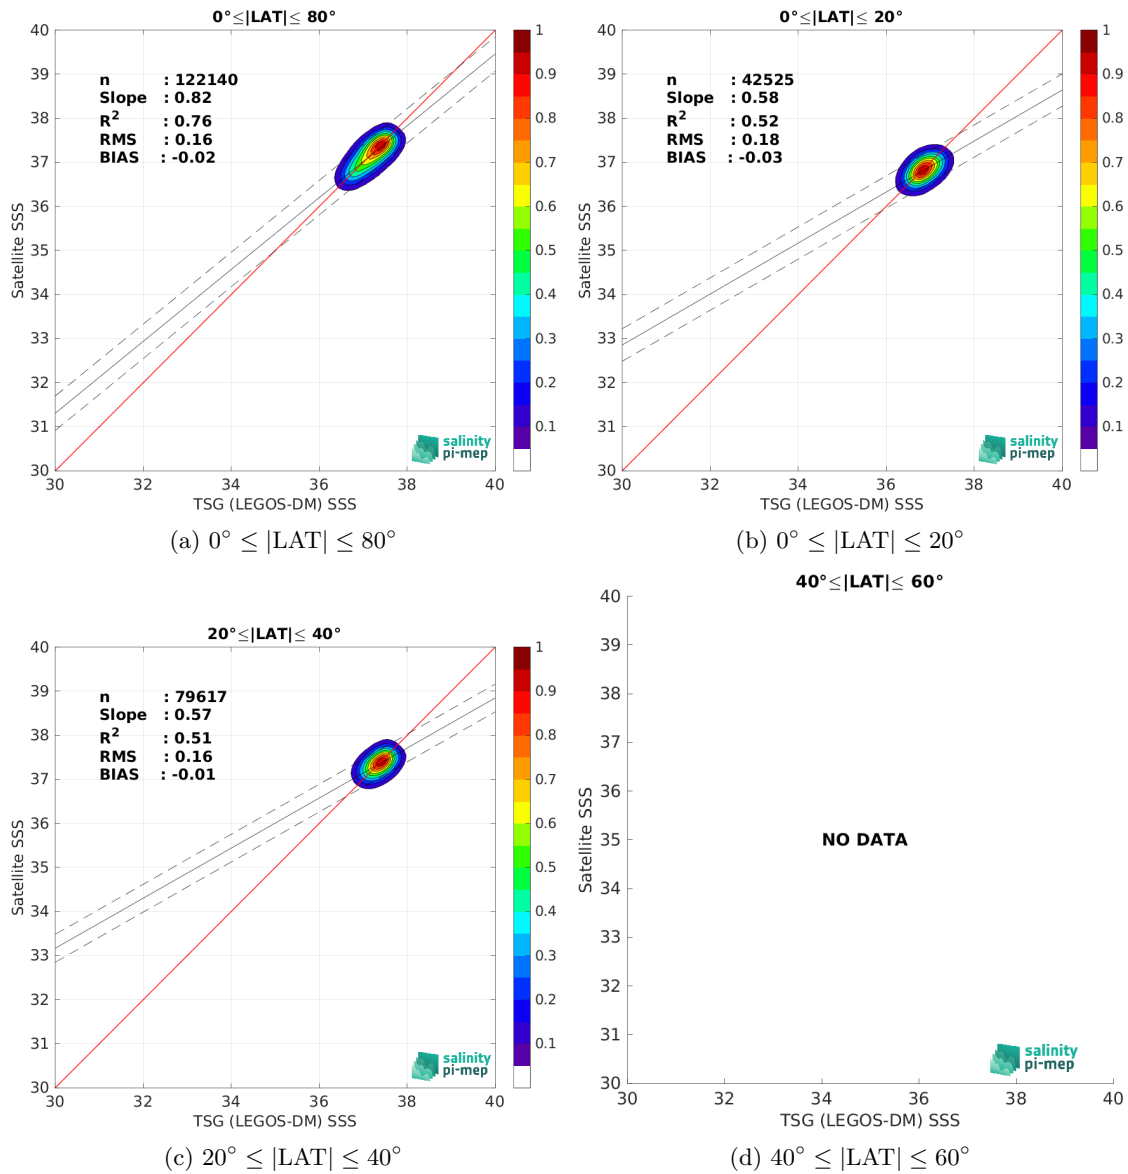 0°≤|LAT|≤ 80°
n : 122140
Slope : 0.82
R2 : 0.76
RMS : 0.16
BIAS : -0.02
Satellite SSS
40
39
38
37
36
35
34
33
32
31
30
30 32 34 36 38 40
TSG (LEGOS-DM) SSS
1
0.9
0.8
0.7
0.6
0.5
0.4
0.3
0.2
0.1
salinity
pi-mep
(a) 0° ≤ |LAT| ≤ 80°
0°≤|LAT|≤ 20°
n : 42525
Slope : 0.58
R2 : 0.52
RMS : 0.18
BIAS : -0.03
Satellite SSS
40
39
38
37
36
35
34
33
32
31
30
30 32 34 36 38 40
TSG (LEGOS-DM) SSS
1
0.9
0.8
0.7
0.6
0.5
0.4
0.3
0.2
0.1
salinity
pi-mep
(b) 0° ≤ |LAT| ≤ 20°
20°≤|LAT|≤ 40°
n : 79617
Slope : 0.57
R2 : 0.51
RMS : 0.16
BIAS : -0.01
Satellite SSS
40
39
38
37
36
35
34
33
32
31
30
30 32 34 36 38 40
TSG (LEGOS-DM) SSS
1
0.9
0.8
0.7
0.6
0.5
0.4
0.3
0.2
0.1
salinity
pi-mep
(c) 20° ≤ |LAT| ≤ 40°
40°≤|LAT|≤ 60°
Satellite SSS
40
39
38
37
36
35
34
33
32
31
30
NO DATA
30 32 34 36 38 40
TSG (LEGOS-DM) SSS
salinity
pi-mep
(d) 40° ≤ |LAT| ≤ 60°